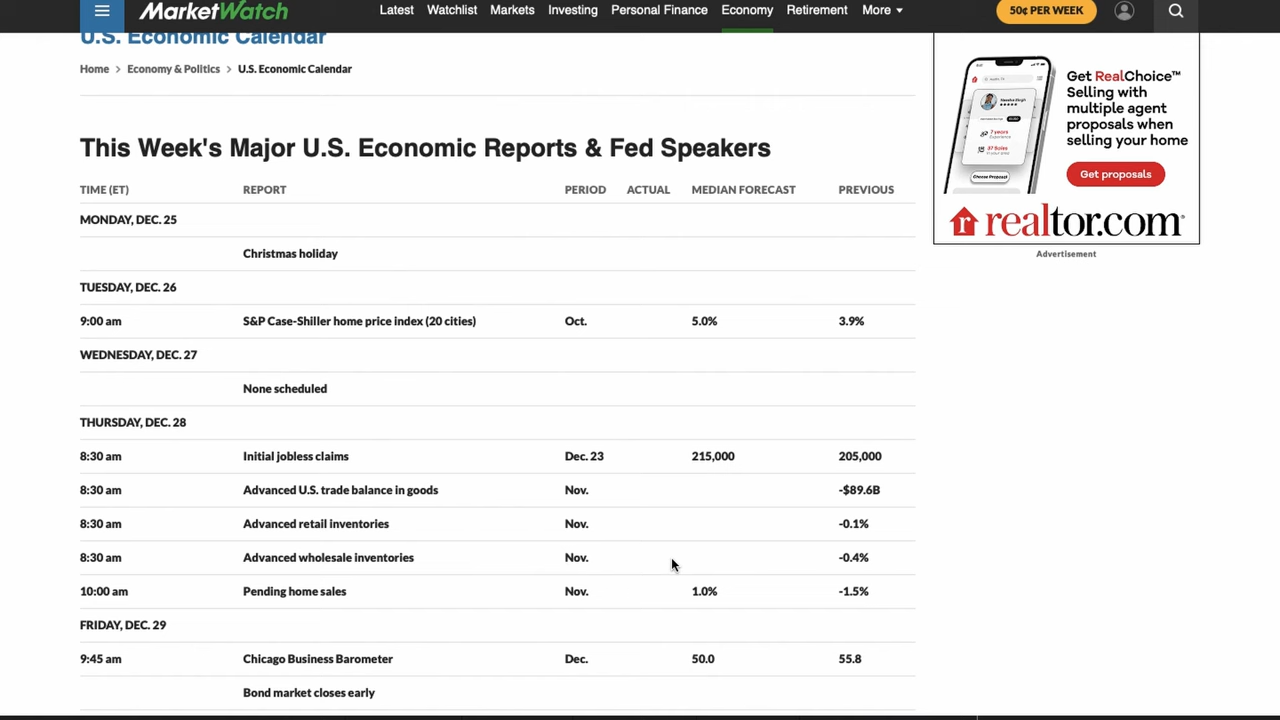 MarketWatch Latest Watchlist Markets Investing Personal Finance Economy Retirement More 50¢ PER WEEK
U.S. Economic Calendar
Home > Economy & Politics > U.S. Economic Calendar
This Week's Major U.S. Economic Reports & Fed Speakers
TIME (ET) REPORT PERIOD ACTUAL MEDIAN FORECAST PREVIOUS
MONDAY, DEC. 25
Christmas holiday
TUESDAY, DEC. 26
9:00 am S&P Case-Shiller home price index (20 cities) Oct. 5.0% 3.9%
WEDNESDAY, DEC. 27
None scheduled
THURSDAY, DEC. 28
8:30 am Initial jobless claims Dec. 23 215,000 205,000
8:30 am Advanced U.S. trade balance in goods Nov. -$89.6B
8:30 am Advanced retail inventories Nov. -0.1%
8:30 am Advanced wholesale inventories Nov. -0.4%
10:00 am Pending home sales Nov. 1.0% -1.5%
FRIDAY, DEC. 29
9:45 am Chicago Business Barometer Dec. 50.0 55.8
Bond market closes early
Get RealChoice™
Selling with
multiple agent
proposals when
selling your home
Get proposals
7 years
37 Sales
Choose Proposal
realtor.com®
Advertisement